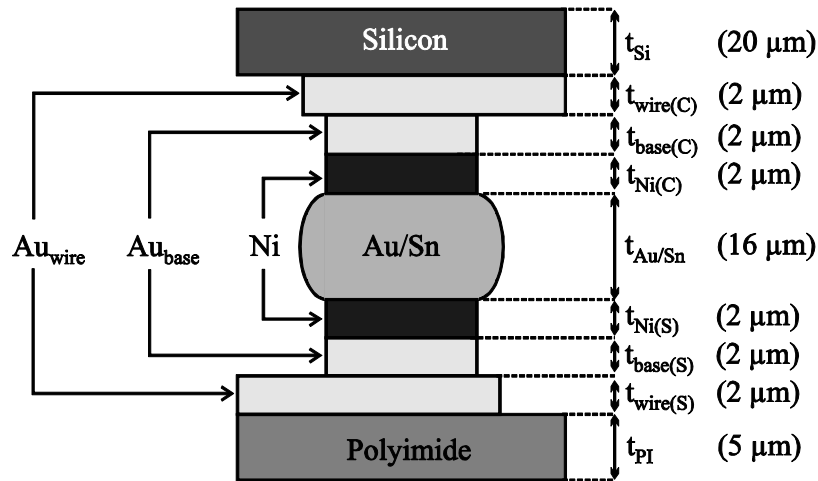 Silicon t_Si (20 µm)
t_wire(C) (2 µm)
t_base(C) (2 µm)
t_Ni(C) (2 µm)
Au_wire Au_base Ni Au/Sn t_Au/Sn (16 µm)
t_Ni(S) (2 µm)
t_base(S) (2 µm)
t_wire(S) (2 µm)
Polyimide t_PI (5 µm)